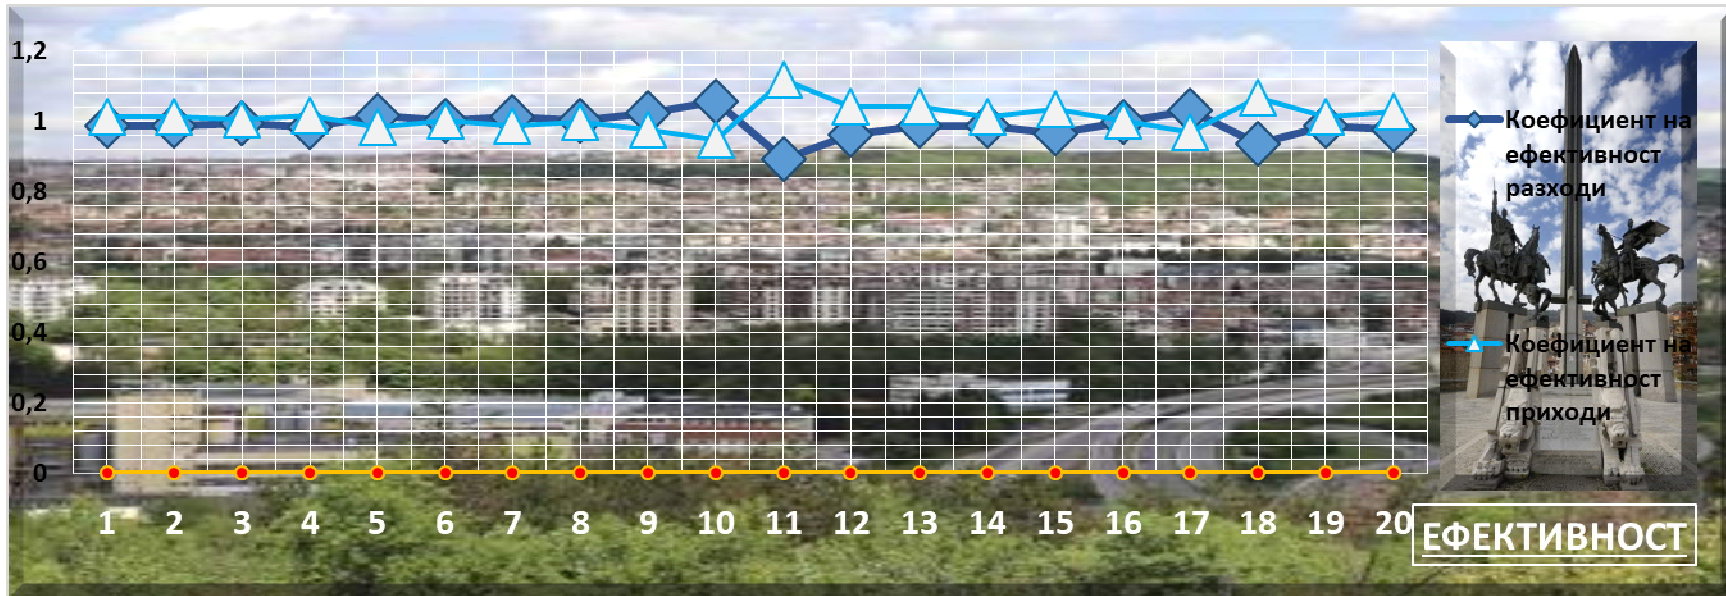 1,2
1
0,8
0,6
0,4
0,2
0
1 2 3 4 5 6 7 8 9 10 11 12 13 14 15 16 17 18 19 20
Коефициент на
ефективност
разходи
Коефициент на
ефективност
приходи
ЕФЕКТИВНОСТ